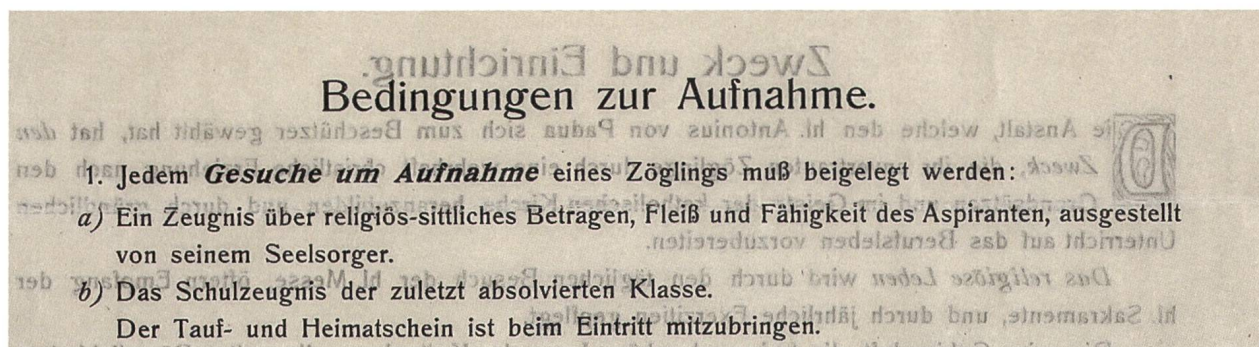 Bedingungen zur Aufnahme.
1. Jedem Gesuche um Aufnahme eines Zöglings muß beigelegt werden:
a) Ein Zeugnis über religiös-sittliches Betragen, Fleiß und Fähigkeit des Aspiranten, ausgestellt
von seinem Seelsorger.
b) Das Schulzeugnis der zuletzt absolvierten Klasse.
Der Tauf- und Heimatschein ist beim Eintritt mitzubringen.